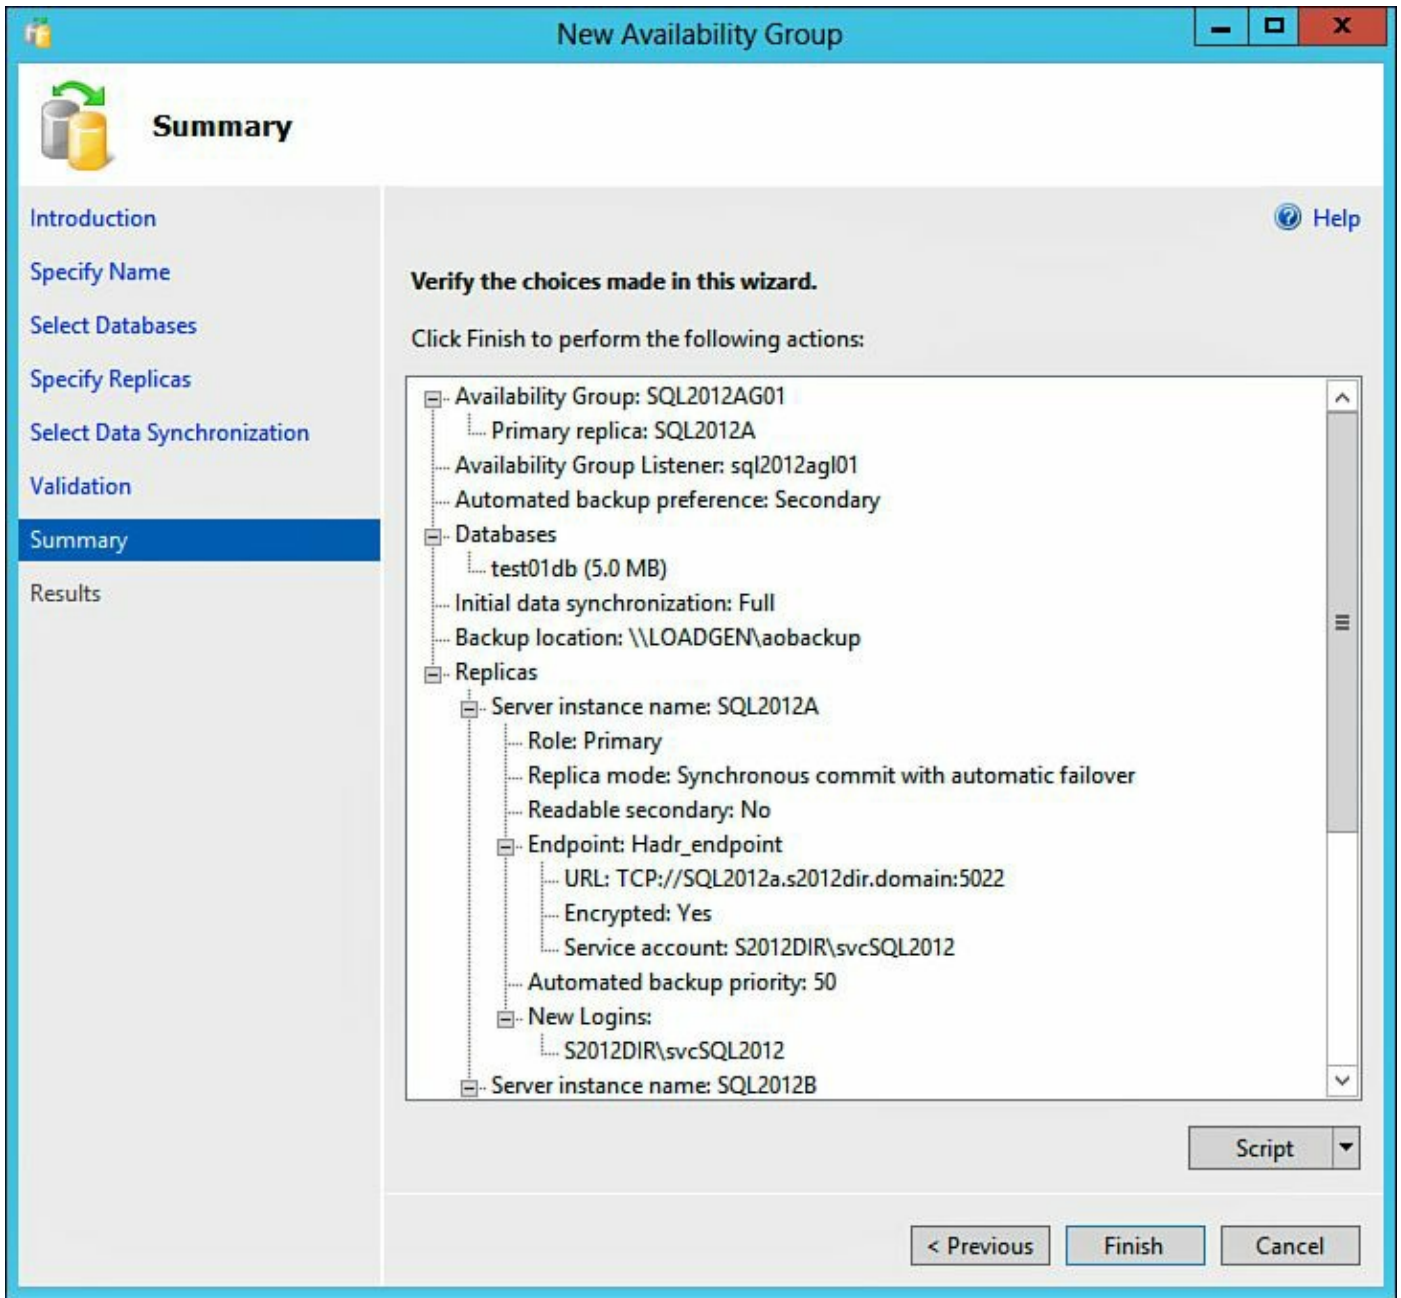 New Availability Group
Summary
Introduction
Specify Name
Select Databases
Specify Replicas
Select Data Synchronization
Validation
Summary
Results
Help
Verify the choices made in this wizard.
Click Finish to perform the following actions:
Availability Group: SQL2012AG01
Primary replica: SQL2012A
Availability Group Listener: sql2012agl01
Automated backup preference: Secondary
Databases
test01db (5.0 MB)
Initial data synchronization: Full
Backup location: \\LOADGEN\aobackup
Replicas
Server instance name: SQL2012A
Role: Primary
Replica mode: Synchronous commit with automatic failover
Readable secondary: No
Endpoint: Hadr_endpoint
URL: TCP://SQL2012a.s2012dir.domain:5022
Encrypted: Yes
Service account: S2012DIR\svcSQL2012
Automated backup priority: 50
New Logins:
S2012DIR\svcSQL2012
Server instance name: SQL2012B
Script
< Previous
Finish
Cancel